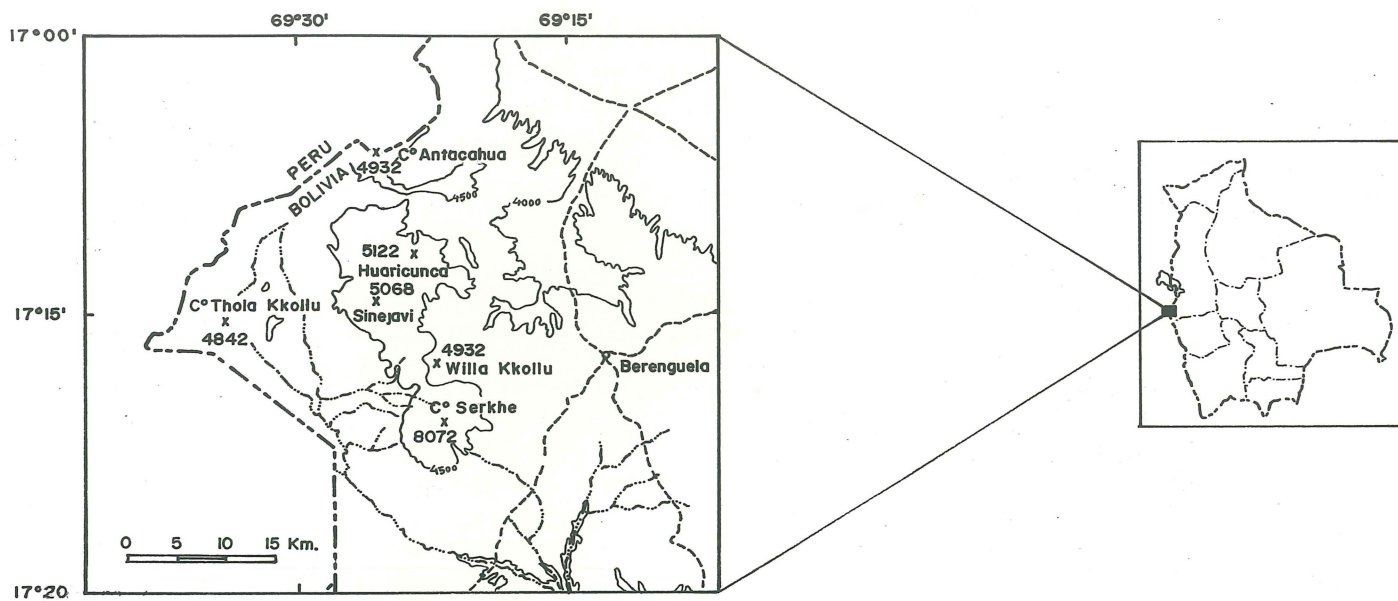 69°30'
69°15'
17°00'
PERU
BOLIVIA
4932
C° Antacahua
4500
4000
5122
Huaricunca
5068
Sinejavi
C° Thola Kkollu
4842
17°15'
4932
Willa Kkollu
Berenguela
C° Serkhe
8072
4500
0 5 10 15 Km.
17°20